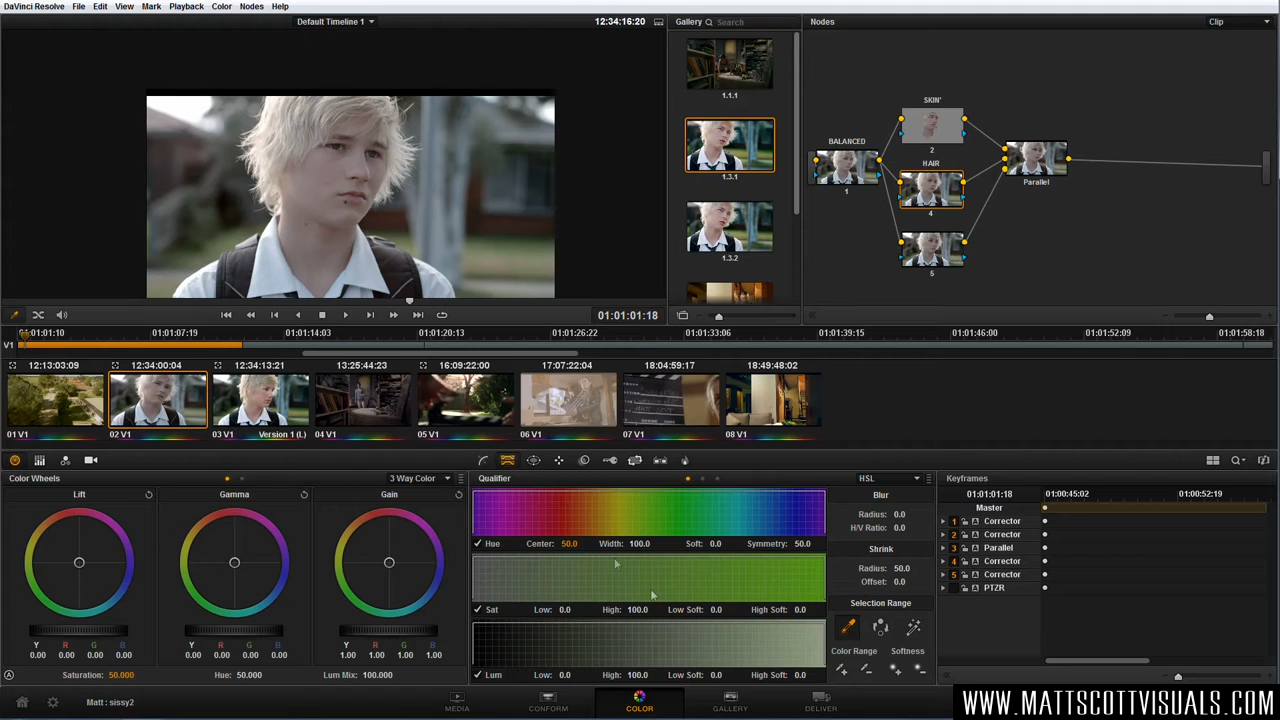 DaVinci Resolve File Edit View Mark Playback Color Nodes Help
Default Timeline 1 12:34:16:20 Gallery Search Nodes Clip
1.1.1
1.3.1
1.3.2
SKIN'
2
BALANCED
1
HAIR
4
5
Parallel
01:01:01:18
01:01:01:10 01:01:07:19 01:01:14:03 01:01:20:13 01:01:26:22 01:01:33:06 01:01:39:15 01:01:46:00 01:01:52:09 01:01:58:18
V1
12:13:03:09 12:34:00:04 12:34:13:21 16:09:22:00 13:25:44:23 17:07:22:04 18:04:59:17 18:49:48:02
01 V1 02 V1 03 V1 Version 1 (L) 04 V1 05 V1 06 V1 07 V1 08 V1
Color Wheels 3 Way Color
Lift Gamma Gain
Y R G B Y R G B Y R G B
0.00 0.00 0.00 0.00 0.00 0.00 0.00 0.00 1.00 1.00 1.00 1.00
Saturation: 50.000 Hue: 50.000 Lum Mix: 100.000
Qualifier HSL
Hue Center: 50.0 Width: 100.0 Soft: 0.0 Symmetry: 50.0
Sat Low: 0.0 High: 100.0 Low Soft: 0.0 High Soft: 0.0
Lum Low: 0.0 High: 100.0 Low Soft: 0.0 High Soft: 0.0
Blur
Radius: 0.0
H/V Ratio: 0.0
Shrink
Radius: 50.0
Offset: 0.0
Selection Range
Color Range Softness
Keyframes
01:01:01:18 01:00:45:02 01:00:52:19
Master
1 Corrector
2 Corrector
3 Parallel
4 Corrector
5 Corrector
PTZR
Matt : sissy2
MEDIA CONFORM COLOR GALLERY DELIVER
WWW.MATTSCOTTVISUALS.COM